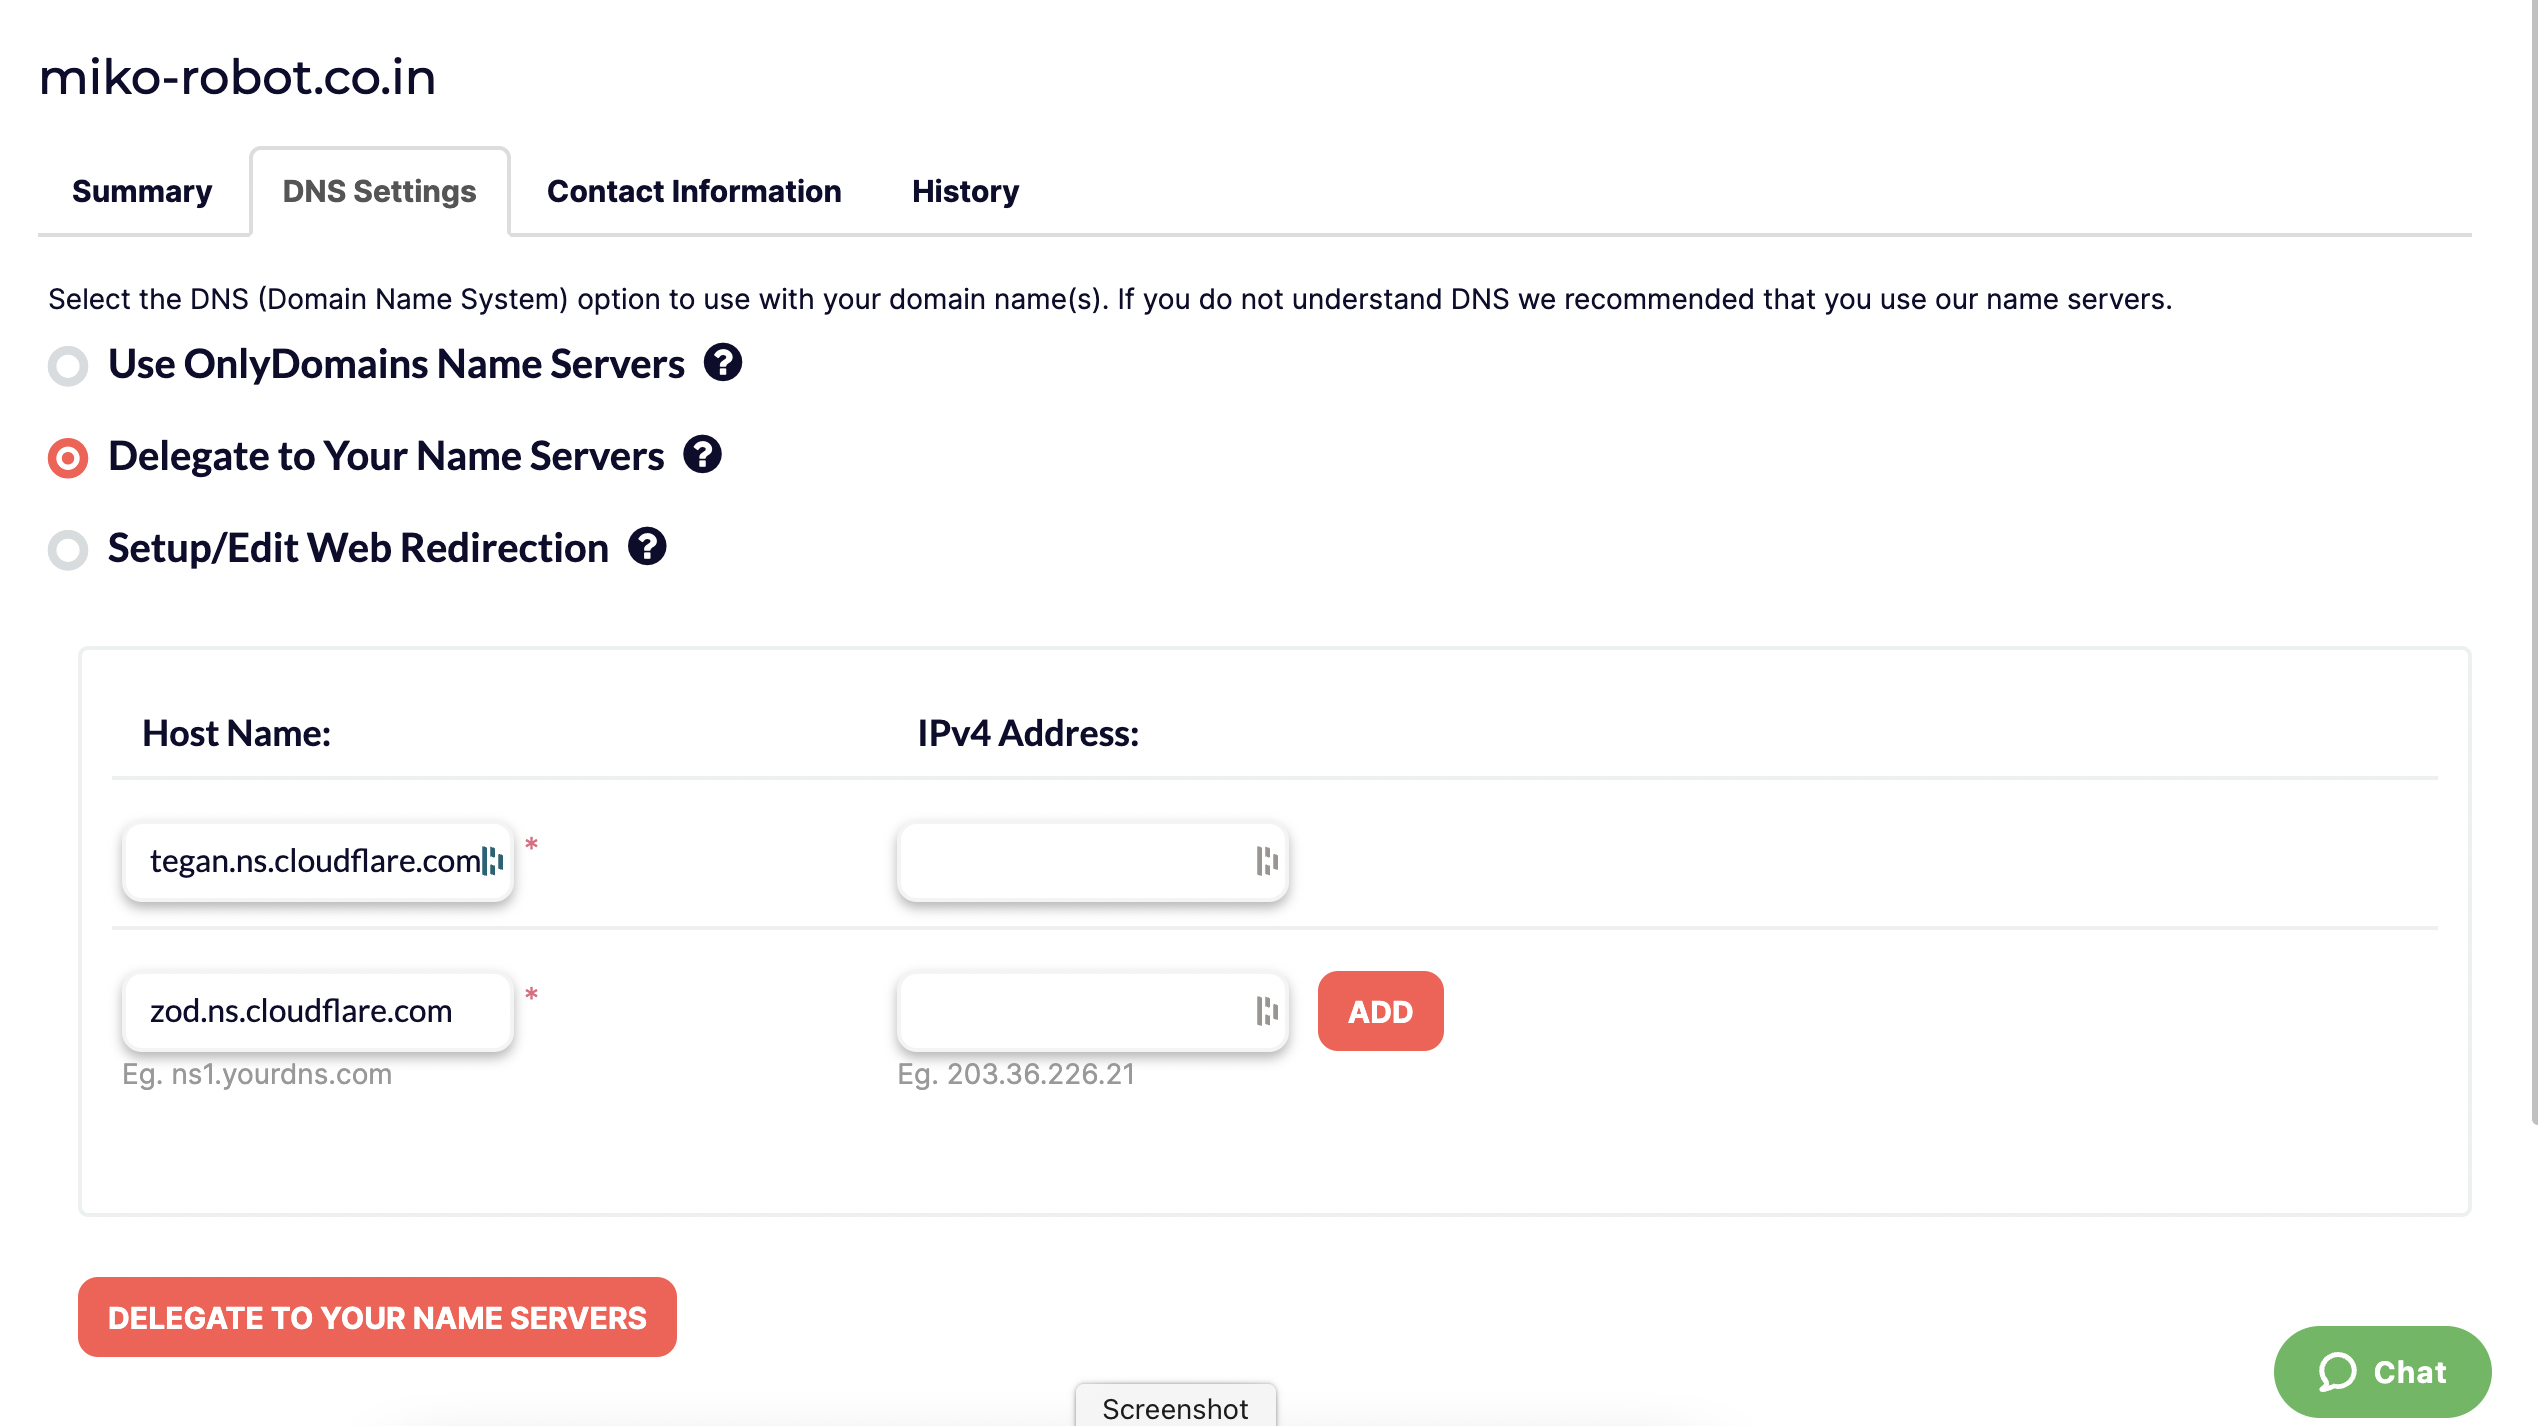 miko-robot.co.in
Summary DNS Settings Contact Information History
Select the DNS (Domain Name System) option to use with your domain name(s). If you do not understand DNS we recommended that you use our name servers.
Use OnlyDomains Name Servers ?
Delegate to Your Name Servers ?
Setup/Edit Web Redirection ?
Host Name: IPv4 Address:
tegan.ns.cloudflare.com *
zod.ns.cloudflare.com * ADD
Eg. ns1.yourdns.com Eg. 203.36.226.21
DELEGATE TO YOUR NAME SERVERS
Chat
Screenshot